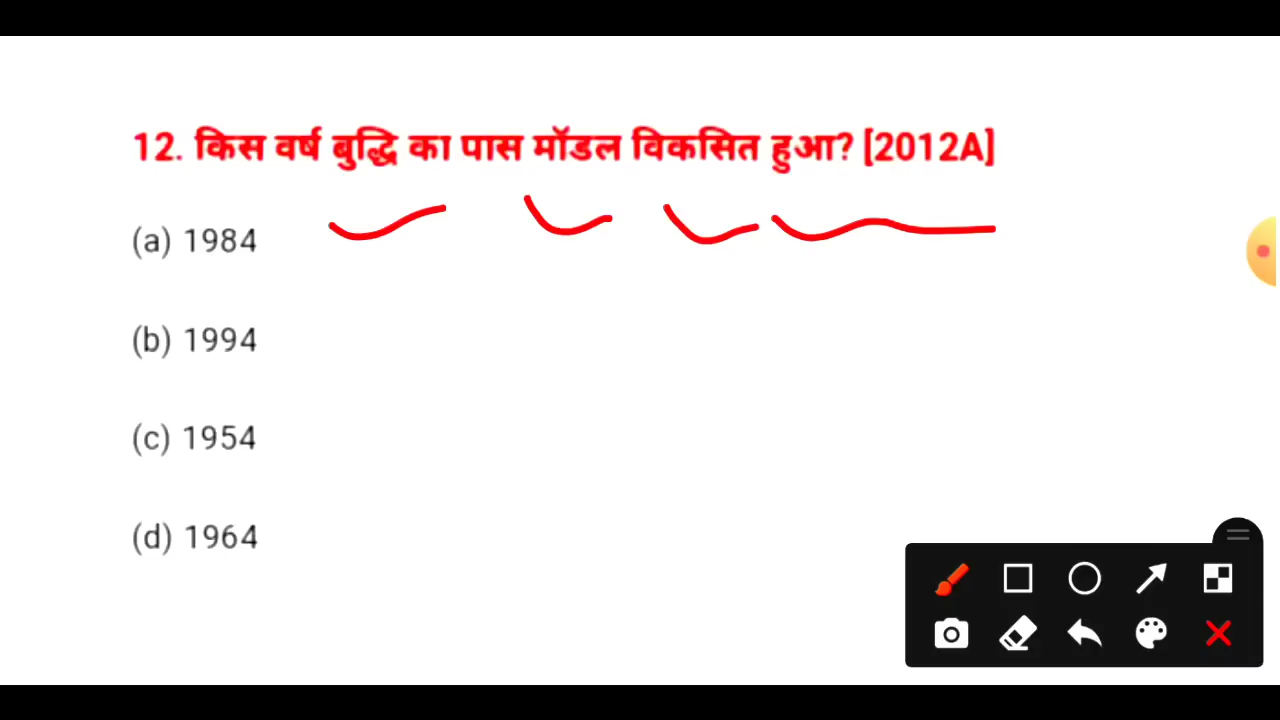 12. किस वर्ष बुद्धि का पास मॉडल विकसित हुआ? [2012A]
(a) 1984
(b) 1994
(c) 1954
(d) 1964